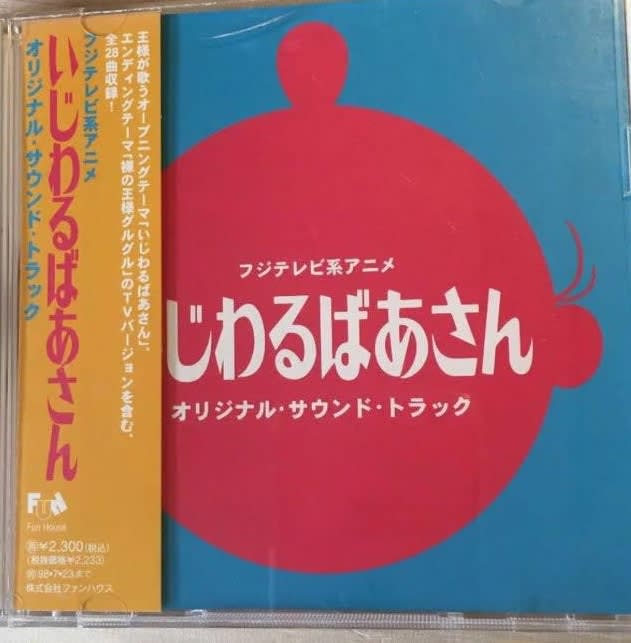 王様が歌うオープニングテーマ「いじわるばあさん」、
エンディングテーマ「裸の王様グルグル」のTVバージョンを含む、
全28曲収録！
フジテレビ系アニメ
いじわるばあさん
オリジナル・サウンド・トラック
FUN
Fun House
¥2,300(税込)
(税抜価格¥2,233)
98・7・23まで
株式会社ファンハウス
フジテレビ系アニメ
じわるばあさん
オリジナル・サウンド・トラック